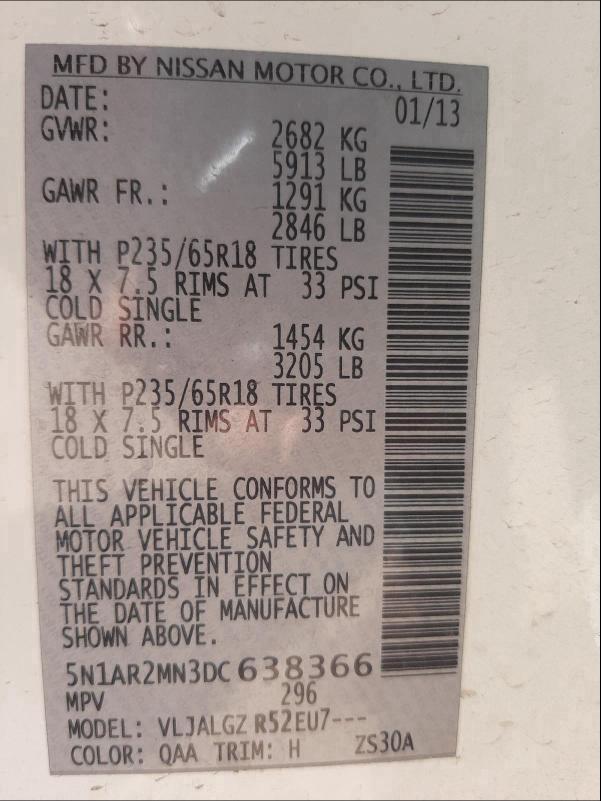 MFD BY NISSAN MOTOR CO., LTD.
DATE: 01/13
GVWR: 2682 KG
5913 LB
GAWR FR.: 1291 KG
2846 LB
WITH P235/65R18 TIRES
18 X 7.5 RIMS AT 33 PSI
COLD SINGLE
GAWR RR.: 1454 KG
3205 LB
WITH P235/65R18 TIRES
18 X 7.5 RIMS AT 33 PSI
COLD SINGLE
THIS VEHICLE CONFORMS TO
ALL APPLICABLE FEDERAL
MOTOR VEHICLE SAFETY AND
THEFT PREVENTION
STANDARDS IN EFFECT ON
THE DATE OF MANUFACTURE
SHOWN ABOVE.
5N1AR2MN3DC638366
MPV 296
MODEL: VLJALGZ R52EU7---
COLOR: QAA TRIM: H ZS30A